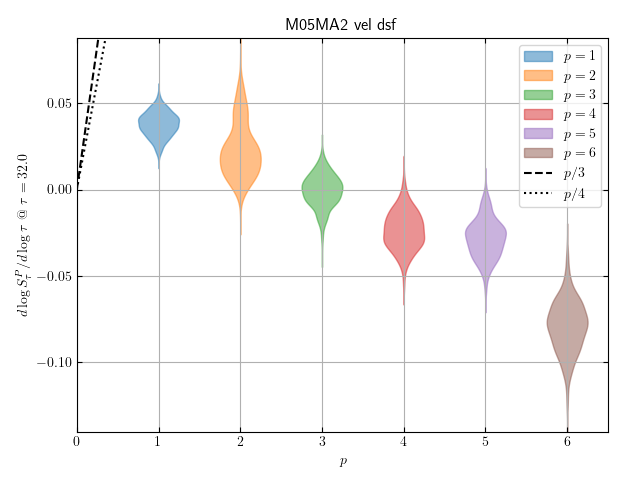 M05MA2 vel dsf
d log S_τ^P / d log τ @ τ = 32.0
0.05
0.00
−0.05
−0.10
p = 1
p = 2
p = 3
p = 4
p = 5
p = 6
p/3
p/4
0 1 2 3 4 5 6
p